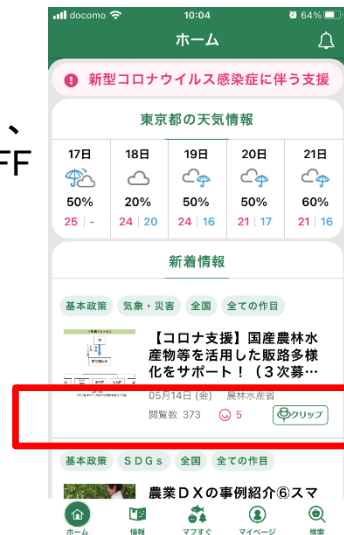 、
FF
docomo 10:04 64%
ホーム
新型コロナウイルス感染症に伴う支援
東京都の天気情報
17日 18日 19日 20日 21日
50% 20% 50% 50% 60%
25 | - 24 | 20 24 | 16 21 | 17 21 | 16
新着情報
基本政策 気象・災害 全国 全ての作目
【コロナ支援】国産農林水
産物等を活用した販路多様
化をサポート！（３次募…
05月14日 (金) 農林水産省
閲覧数 373 5 クリップ
基本政策 ＳＤＧｓ 全国 全ての作目
農業ＤＸの事例紹介⑥スマ
ホーム 情報 マフすぐ マイページ 検索